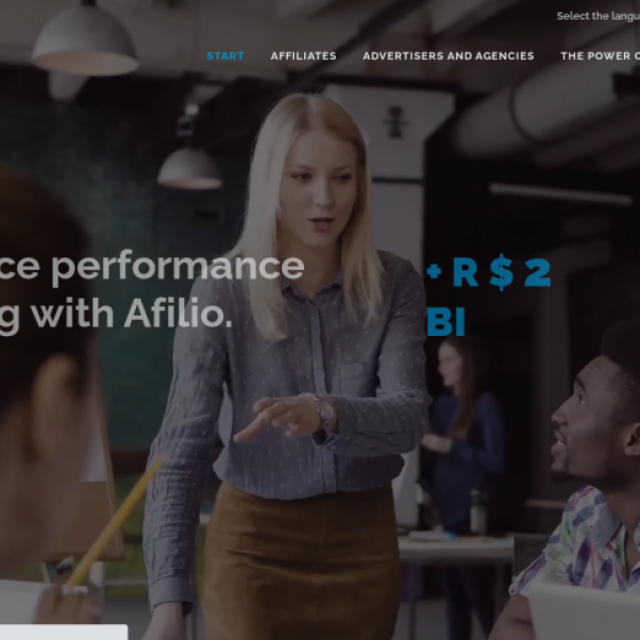 Select the langu
START AFFILIATES ADVERTISERS AND AGENCIES THE POWER O
ce performance
g with Afilio.
+ R$ 2
BI